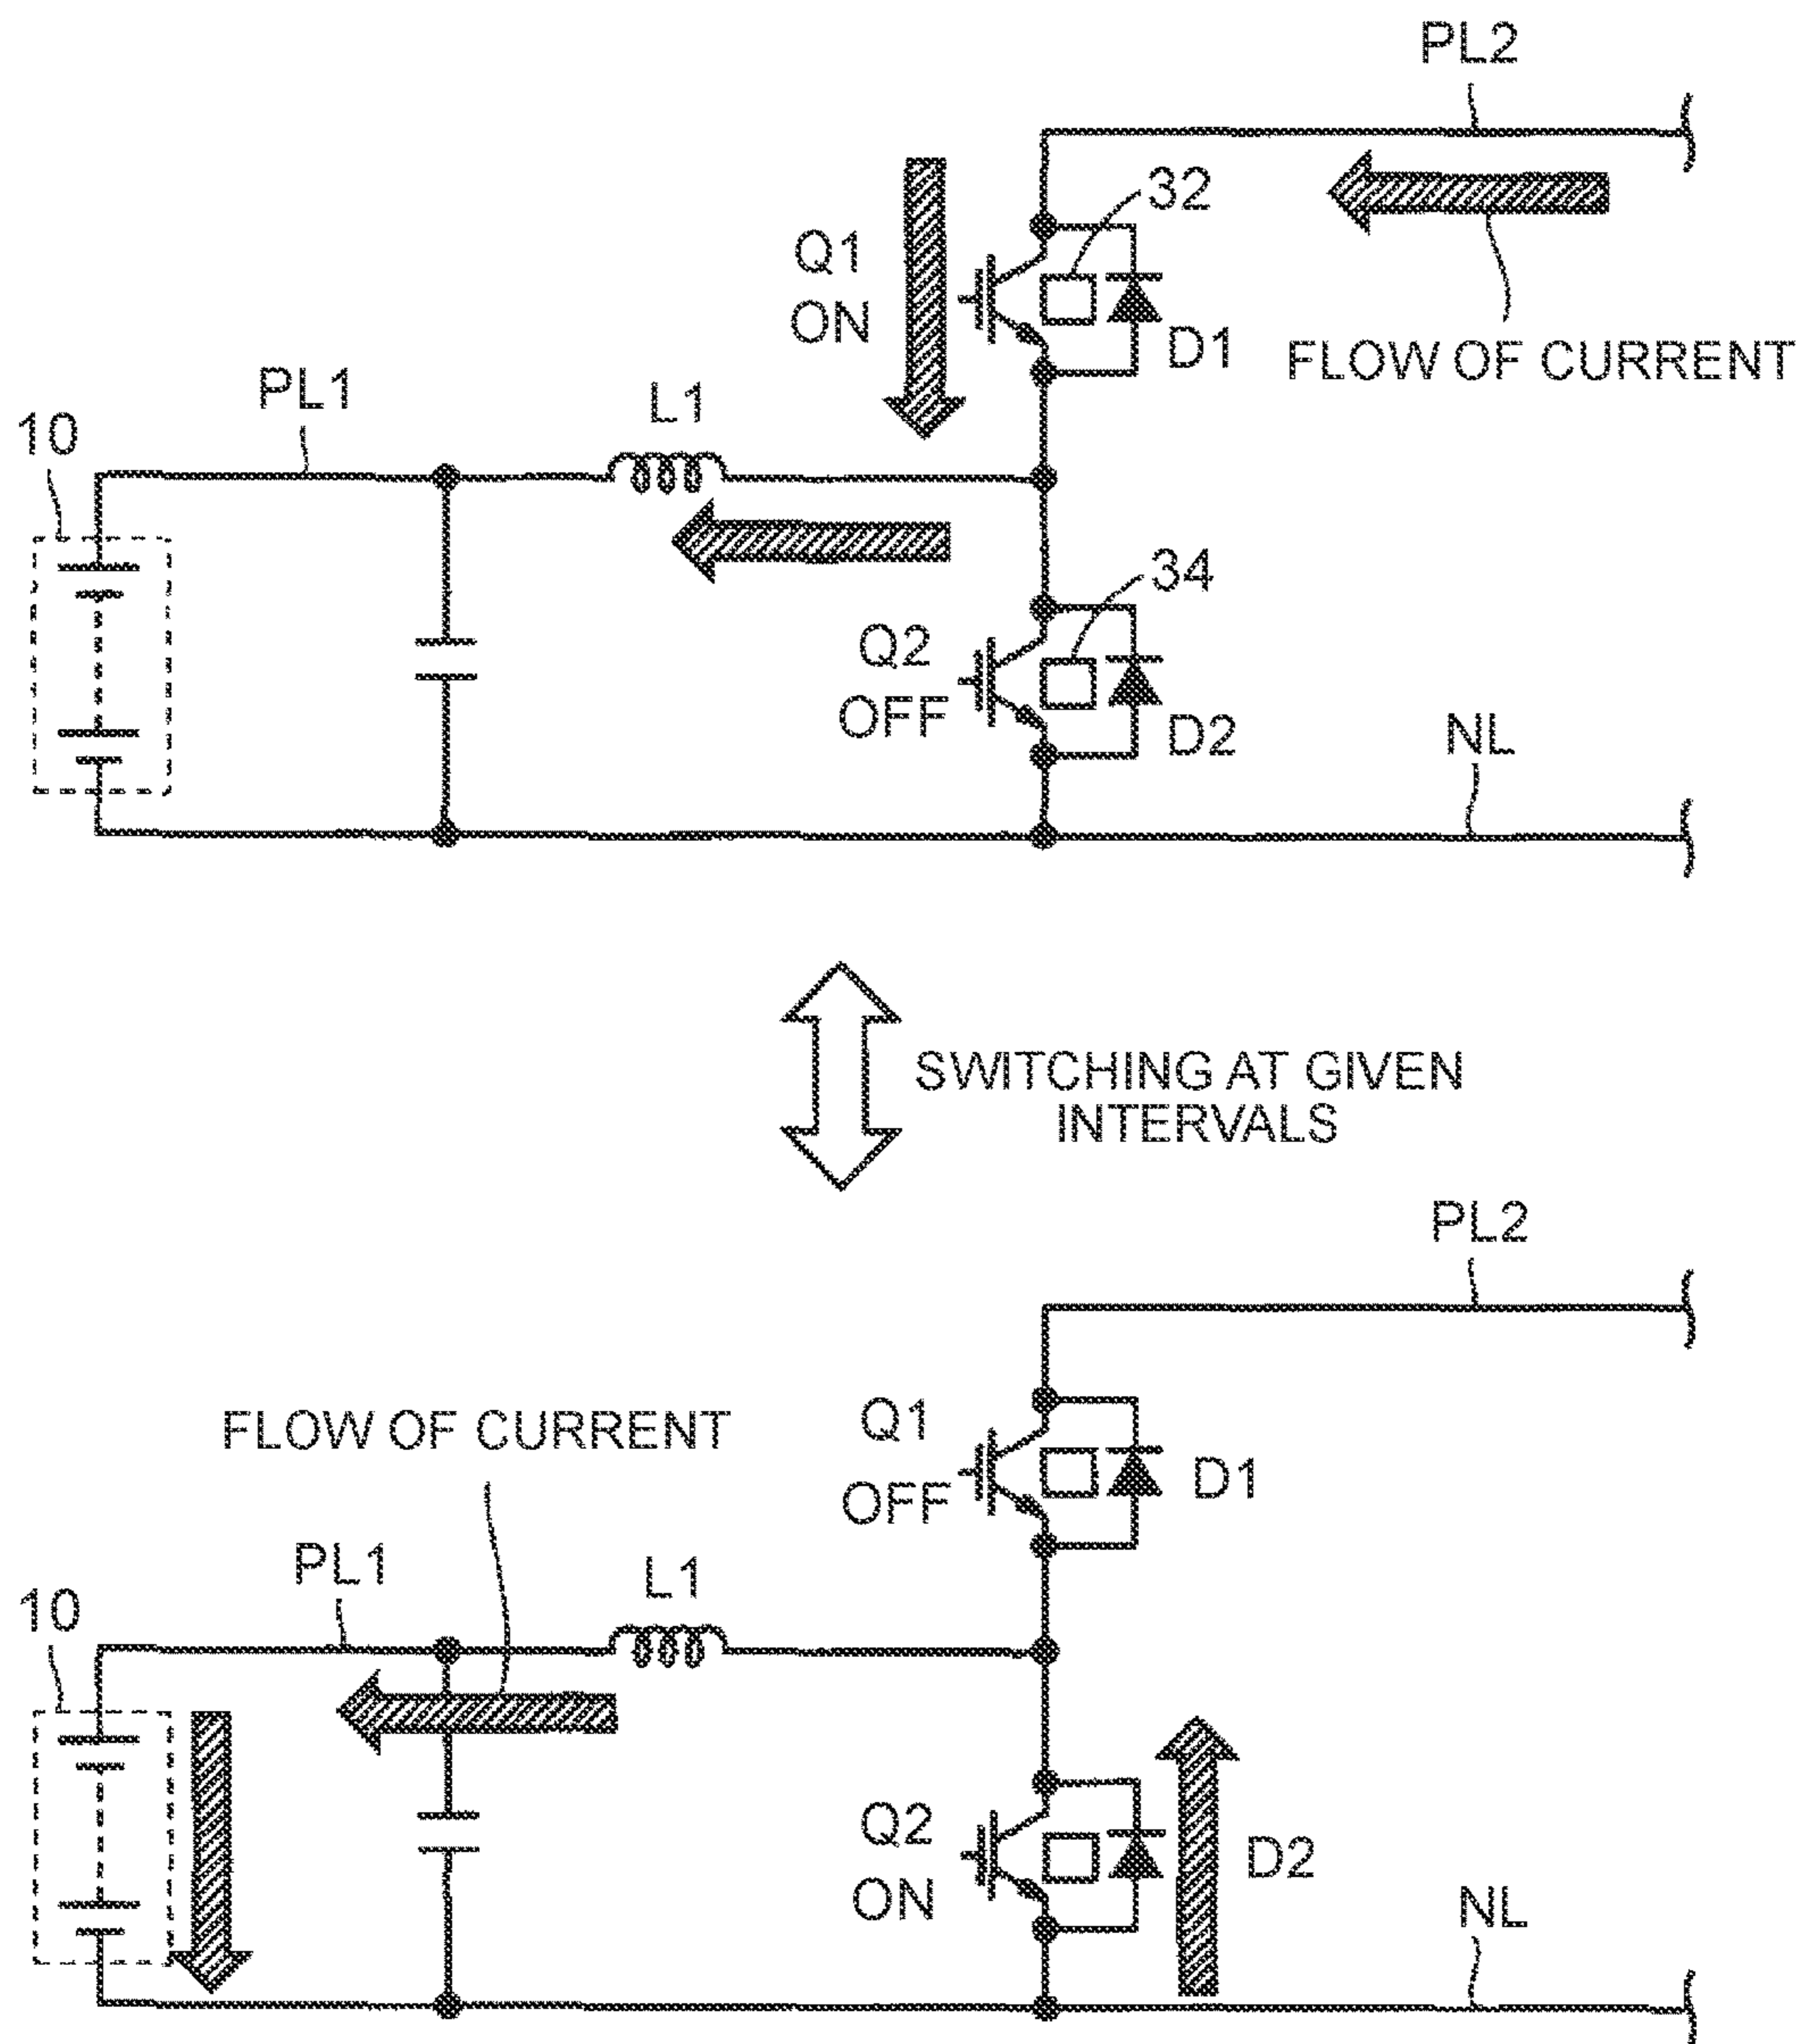 PL2
32
Q1
ON
D1
FLOW OF CURRENT
PL1
L1
10
34
Q2
OFF
D2
NL
SWITCHING AT GIVEN
INTERVALS
PL2
FLOW OF CURRENT
Q1
OFF
D1
PL1
L1
10
Q2
ON
D2
NL